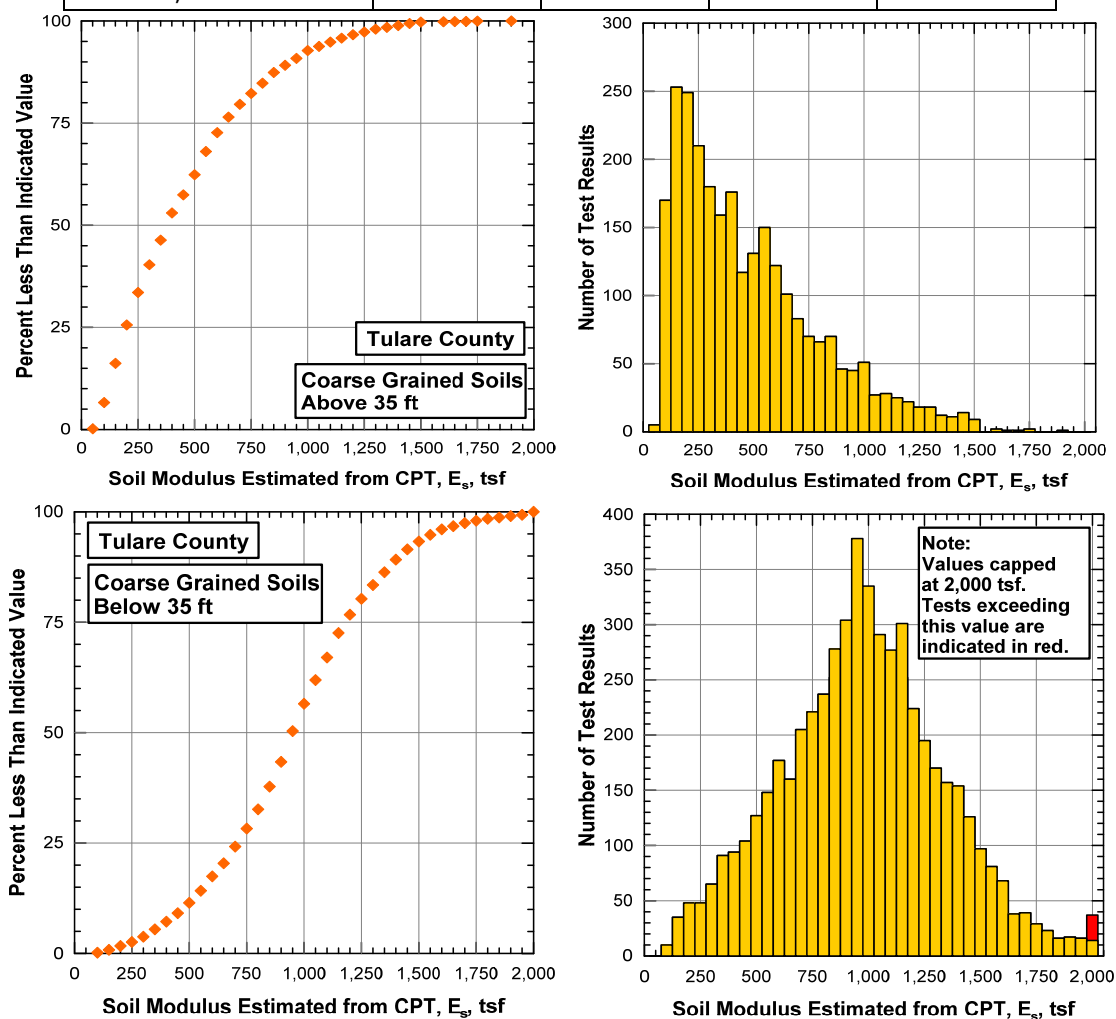 100
75
50
25
0
Percent Less Than Indicated Value
0 250 500 750 1,000 1,250 1,500 1,750 2,000
Soil Modulus Estimated from CPT, Es, tsf
Tulare County
Coarse Grained Soils
Above 35 ft
300
250
200
150
100
50
0
Number of Test Results
0 250 500 750 1,000 1,250 1,500 1,750 2,000
Soil Modulus Estimated from CPT, Es, tsf
100
75
50
25
0
Percent Less Than Indicated Value
Tulare County
Coarse Grained Soils
Below 35 ft
0 250 500 750 1,000 1,250 1,500 1,750 2,000
Soil Modulus Estimated from CPT, Es, tsf
400
350
300
250
200
150
100
50
0
Number of Test Results
Note:
Values capped
at 2,000 tsf.
Tests exceeding
this value are
indicated in red.
0 250 500 750 1,000 1,250 1,500 1,750 2,000
Soil Modulus Estimated from CPT, Es, tsf